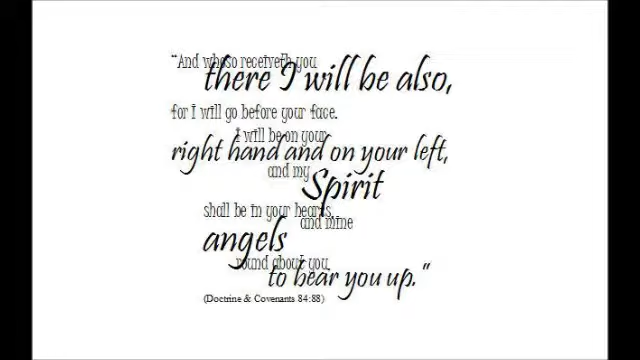 "And whoso receiveth you
there I will be also,
for I will go before your face.
I will be on your
right hand and on your left,
and my
Spirit
shall be in your hearts,
and mine
angels
round about you
to bear you up."
(Doctrine & Covenants 84:88)